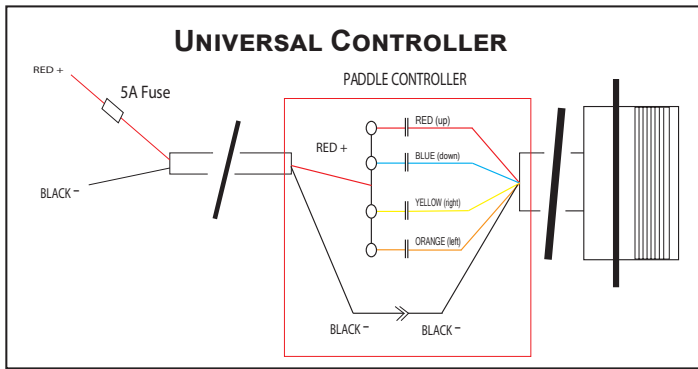 UNIVERSAL CONTROLLER
PADDLE CONTROLLER
RED +
5A Fuse
BLACK -
RED +
RED (up)
BLUE (down)
YELLOW (right)
ORANGE (left)
BLACK - BLACK -